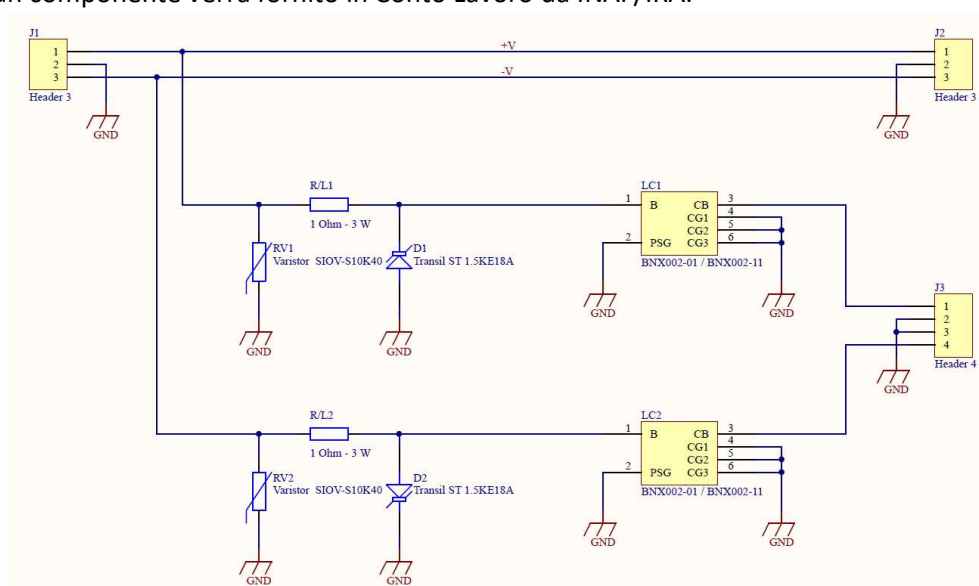 un componente verrà fornito in Conto Lavoro da INAF/IRA.
J1
1
2
3
Header 3
GND
+V
-V
J2
1
2
3
Header 3
GND
R/L1
1 Ohm - 3 W
RV1
Varistor SIOV-S10K40
GND
D1
Transil ST 1.5KE18A
GND
LC1
1
B
2
PSG
CB
3
CG1
4
CG2
5
CG3
6
BNX002-01 / BNX002-11
GND
GND
J3
1
2
3
4
Header 4
GND
R/L2
1 Ohm - 3 W
RV2
Varistor SIOV-S10K40
GND
D2
Transil ST 1.5KE18A
GND
LC2
1
B
2
PSG
CB
3
CG1
4
CG2
5
CG3
6
BNX002-01 / BNX002-11
GND
GND